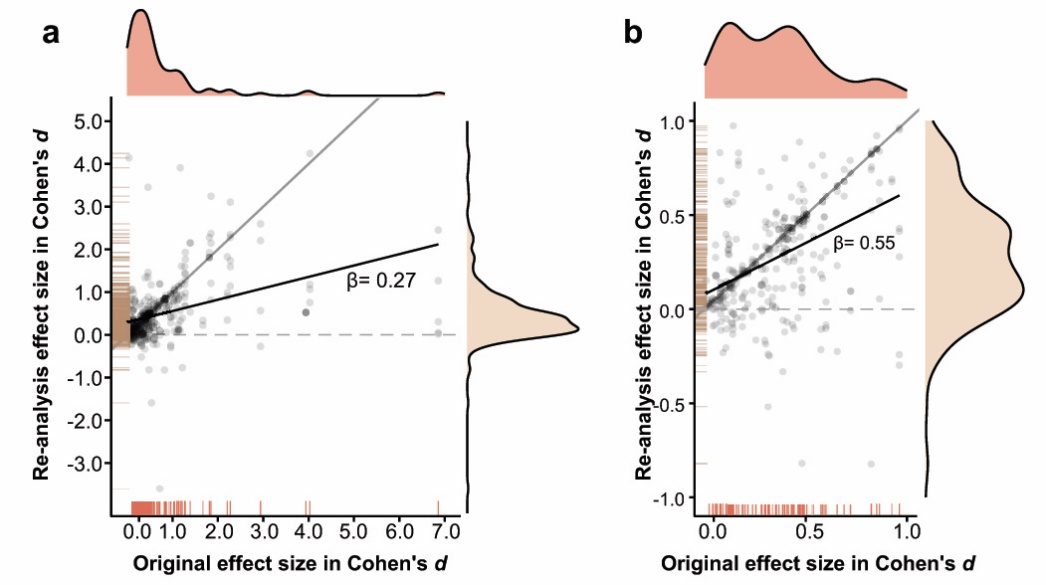 a
5.0
4.0
3.0
2.0
1.0
0.0
-1.0
-2.0
-3.0
Re-analysis effect size in Cohen's d
β= 0.27
0.0 1.0 2.0 3.0 4.0 5.0 6.0 7.0
Original effect size in Cohen's d
b
1.0
0.5
0.0
-0.5
-1.0
Re-analysis effect size in Cohen's d
β= 0.55
0.0 0.5 1.0
Original effect size in Cohen's d